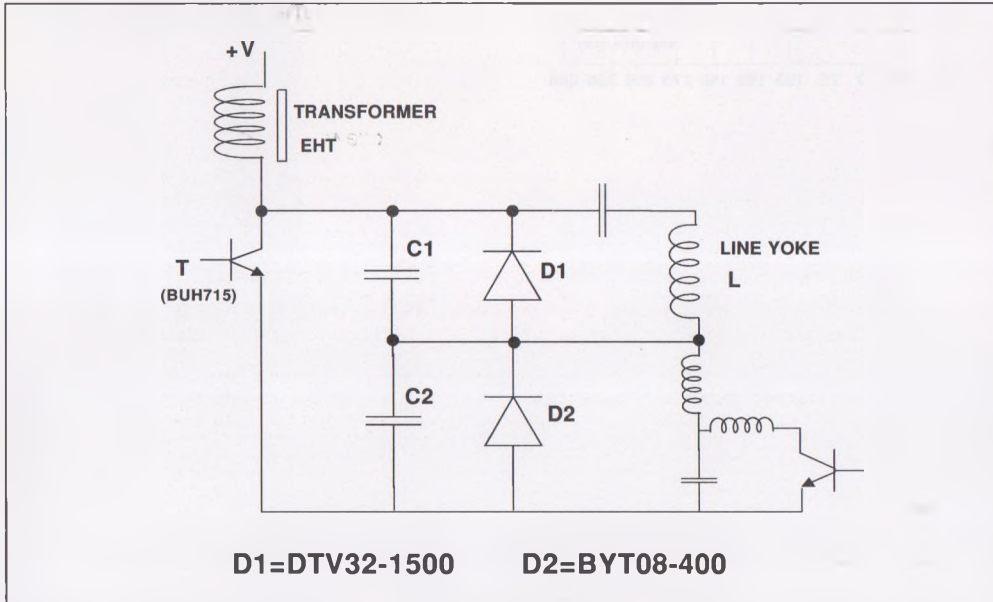 +V
TRANSFORMER
EHT
T
(BUH715)
C1
D1
LINE YOKE
L
C2
D2
D1=DTV32-1500 D2=BYT08-400